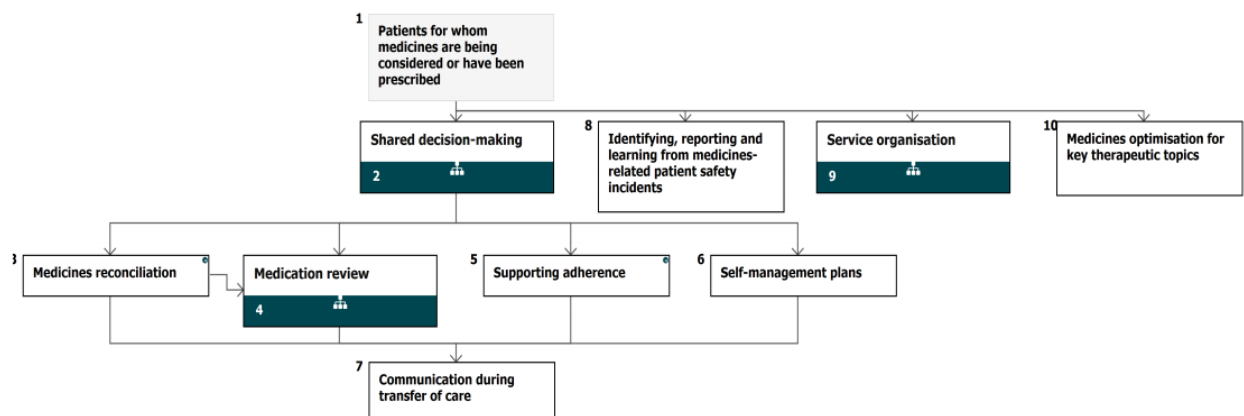 1
Patients for whom
medicines are being
considered or have been
prescribed
Shared decision-making
2
8
Identifying, reporting and
learning from medicines-
related patient safety
incidents
Service organisation
9
10
Medicines optimisation for
key therapeutic topics
3
Medicines reconciliation
Medication review
4
5
Supporting adherence
6
Self-management plans
7
Communication during
transfer of care